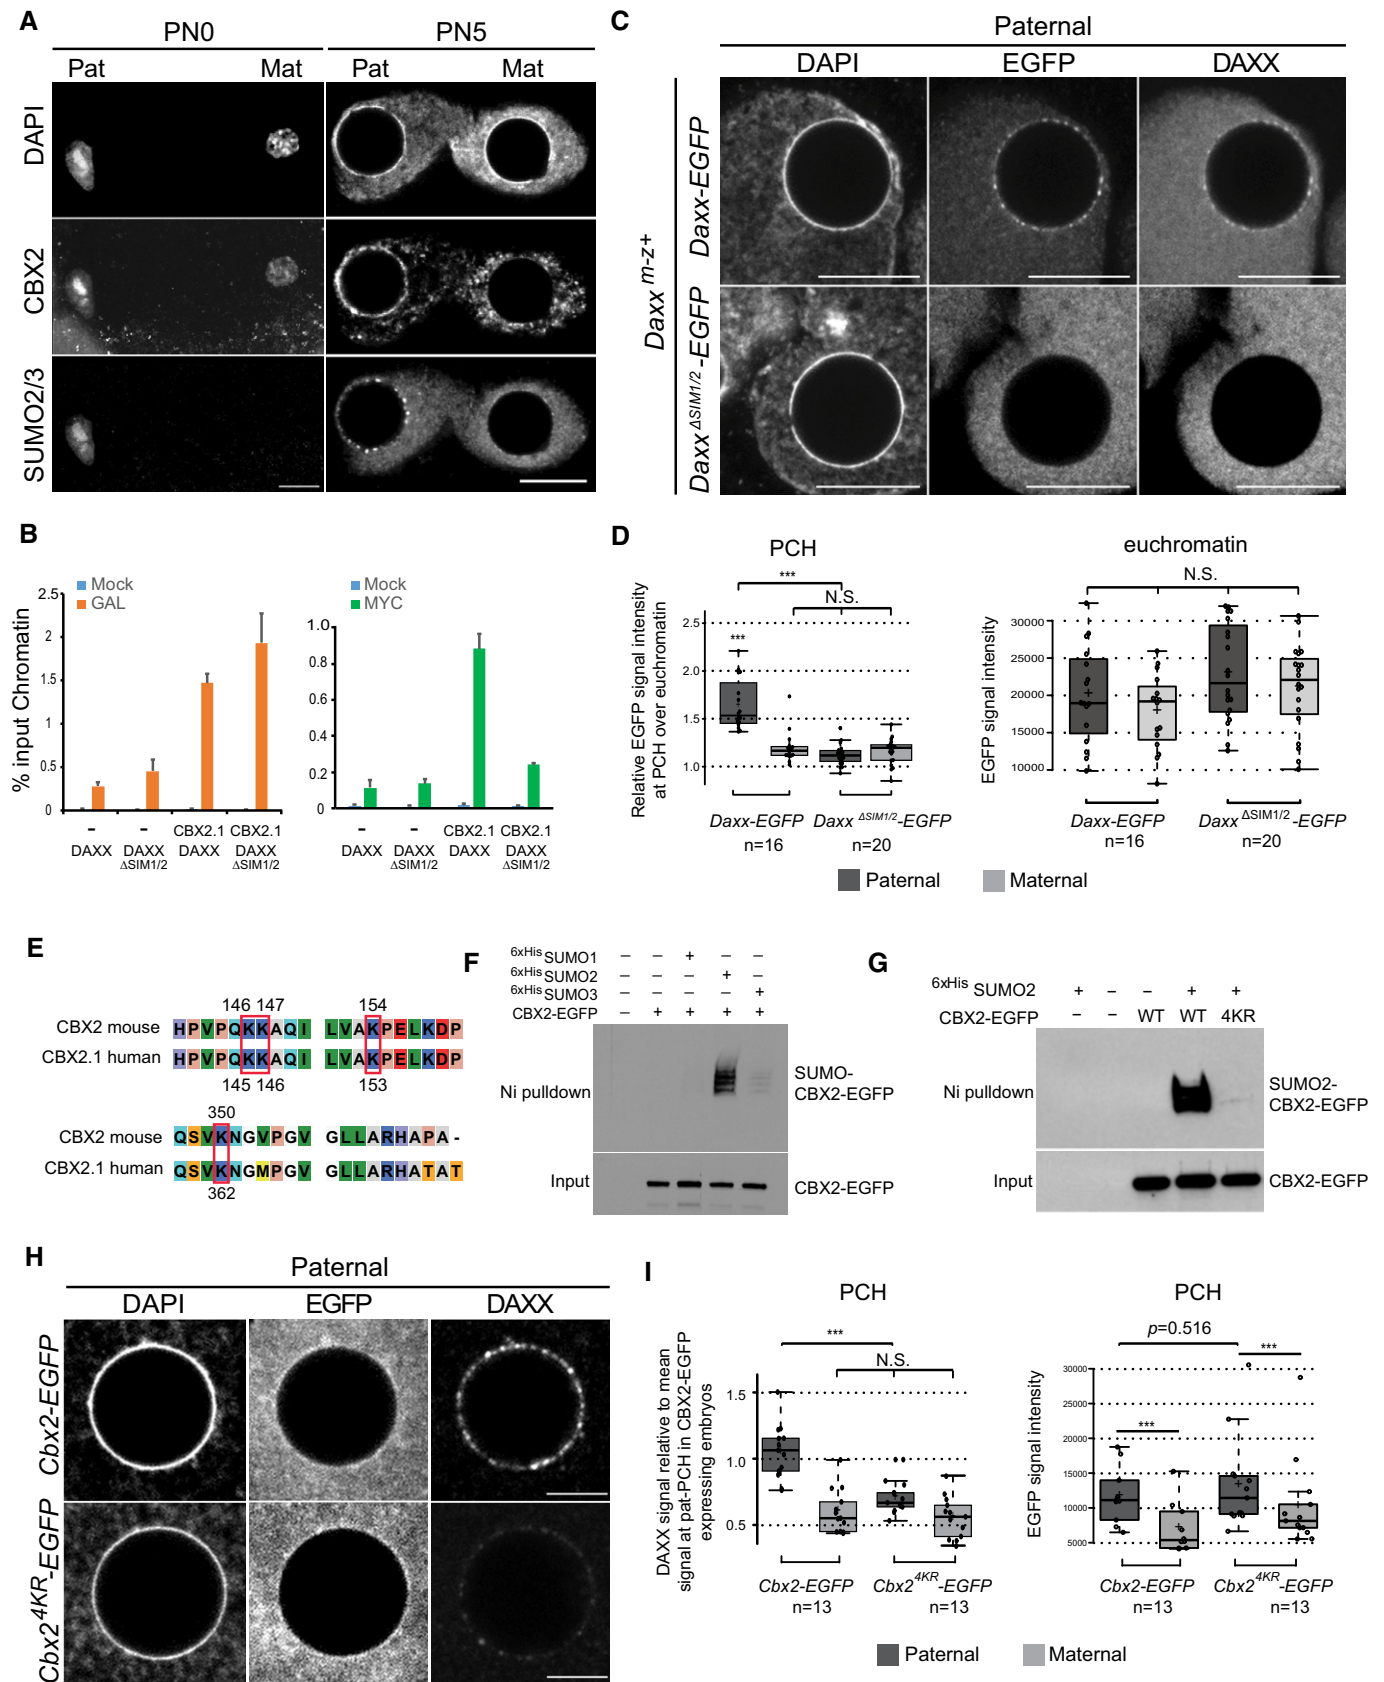 A
PN0
PN5
Pat
Mat
Pat
Mat
DAPI
CBX2
SUMO2/3
B
Mock
GAL
% input Chromatin
2.5
2
1.5
1
0.5
0
-
DAXX
-
DAXX
ΔSIM1/2
CBX2.1
DAXX
CBX2.1
DAXX
ΔSIM1/2
Mock
MYC
1.0
0.8
0.6
0.4
0.2
0
-
DAXX
-
DAXX
ΔSIM1/2
CBX2.1
DAXX
CBX2.1
DAXX
ΔSIM1/2
C
Paternal
DAPI
EGFP
DAXX
Daxx m-z+
Daxx-EGFP
Daxx ΔSIM1/2-EGFP
D
PCH
***
N.S.
***
Relative EGFP signal intensity
at PCH over euchromatin
2.5
2.0
1.5
1.0
Daxx-EGFP
n=16
Daxx ΔSIM1/2-EGFP
n=20
euchromatin
N.S.
EGFP signal intensity
30000
25000
20000
15000
10000
Daxx-EGFP
n=16
Daxx ΔSIM1/2-EGFP
n=20
Paternal
Maternal
E
146 147
154
CBX2 mouse HPVPQKKAQI LVAKPELKDP
CBX2.1 human HPVPQKKAQI LVAKPELKDP
145 146
153
350
CBX2 mouse QSVKNGVPGV GLLARHAPA-
CBX2.1 human QSVKNGMPGV GLLARHATAT
362
F
6xHis SUMO1 – – + – –
6xHis SUMO2 – – – + –
6xHis SUMO3 – – – – +
CBX2-EGFP – + + + +
Ni pulldown
SUMO-
CBX2-EGFP
Input
CBX2-EGFP
G
6xHis SUMO2 + – – + +
CBX2-EGFP – – WT WT 4KR
Ni pulldown
SUMO2-
CBX2-EGFP
Input
CBX2-EGFP
H
Paternal
DAPI
EGFP
DAXX
Cbx2-EGFP
Cbx2 4KR-EGFP
I
PCH
***
N.S.
DAXX signal relative to mean
signal at pat-PCH in CBX2-EGFP
expressing embryos
1.5
1.0
0.5
Cbx2-EGFP
n=13
Cbx2 4KR-EGFP
n=13
PCH
p=0.516
***
***
EGFP signal intensity
30000
25000
20000
15000
10000
5000
Cbx2-EGFP
n=13
Cbx2 4KR-EGFP
n=13
Paternal
Maternal